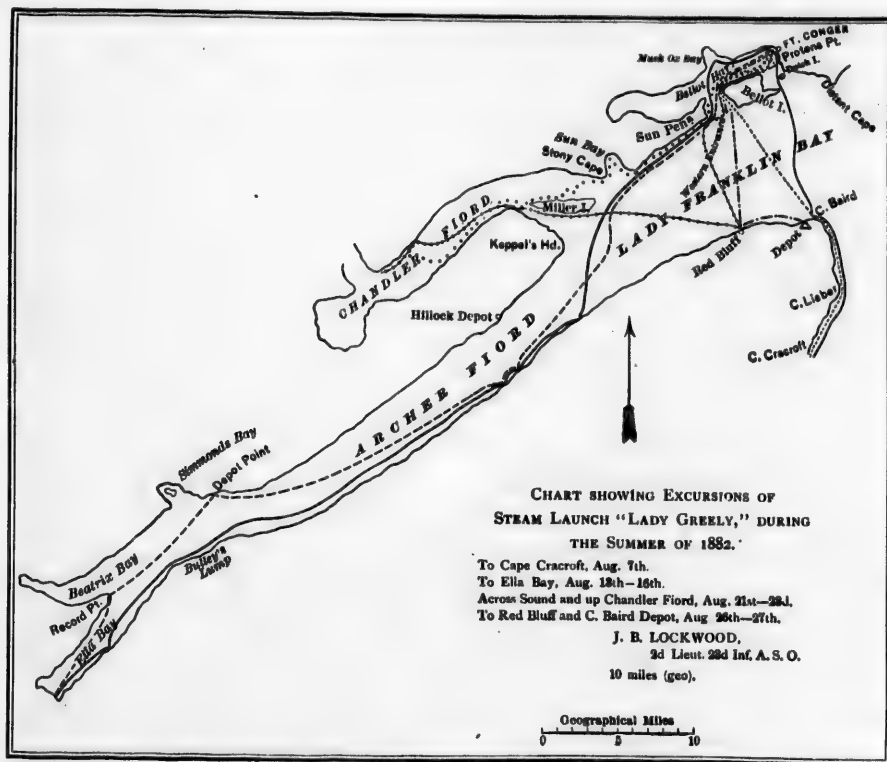 FT. CONGER
Musk Ox Bay
Proteus Pt.
Dutch I.
Bellot I.
Distant Cape
Sun Pena
Sun Bay
Stony Cape
LADY FRANKLIN BAY
Miller I.
CHANDLER FIORD
C. Baird
Keppel's Hd.
Red Bluff
Depot
Hillock Depot
C. Lieber
C. Cracroft
ARCHER FIORD
Simmonds Bay
Depot Point
Bulley's
Lump
Beatrix Bay
Record Pt.
Ella Bay
CHART SHOWING EXCURSIONS OF
STEAM LAUNCH "LADY GREELY," DURING
THE SUMMER OF 1882.
To Cape Cracroft, Aug. 7th.
To Ella Bay, Aug. 13th—16th.
Across Sound and up Chandler Fiord, Aug. 21st—23d.
To Red Bluff and C. Baird Depot, Aug 26th—27th.
J. B. LOCKWOOD,
2d Lieut. 23d Inf. A. S. O.
10 miles (geo).
Geographical Miles
0 5 10